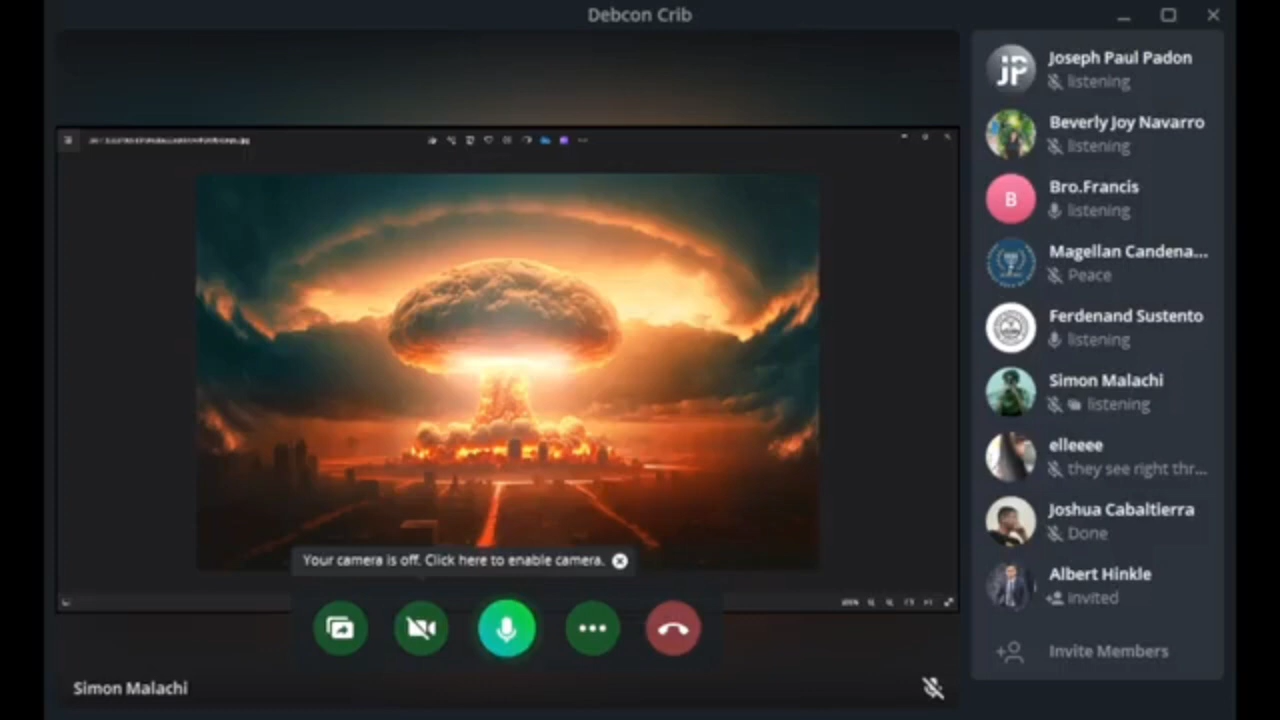 Debcon Crib
Joseph Paul Padon
listening
Beverly Joy Navarro
listening
B
Bro.Francis
listening
Magellan Candena...
Peace
Ferdenand Sustento
listening
Simon Malachi
listening
elleeee
they see right thr...
Joshua Cabaltierra
Done
Albert Hinkle
invited
Invite Members
Your camera is off. Click here to enable camera.
Simon Malachi
JP